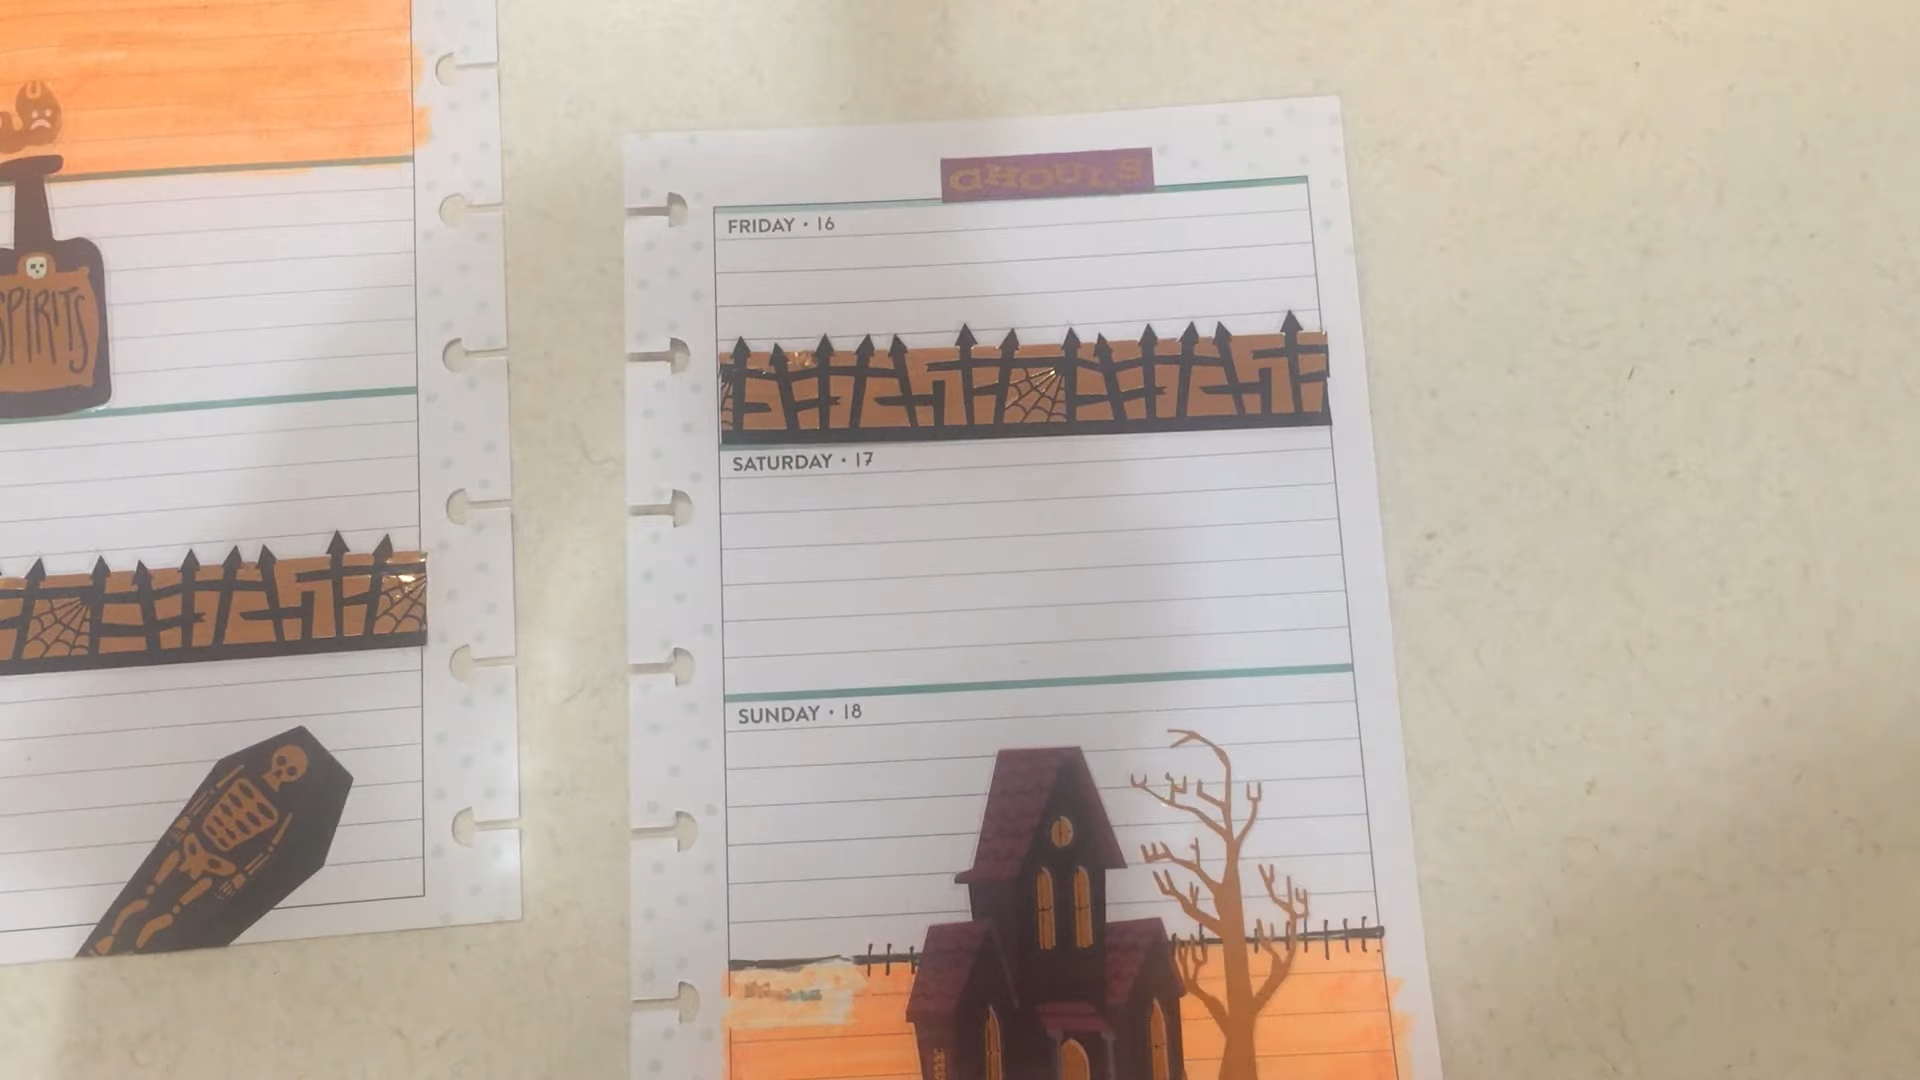 SPIRITS
GHOULS
FRIDAY • 16
SATURDAY • 17
SUNDAY • 18